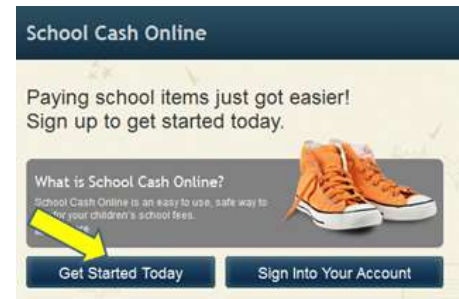 School Cash Online
Paying school items just got easier!
Sign up to get started today.
What is School Cash Online?
School Cash Online is an easy to use, safe way to
for your children's school fees.
Get Started Today
Sign Into Your Account